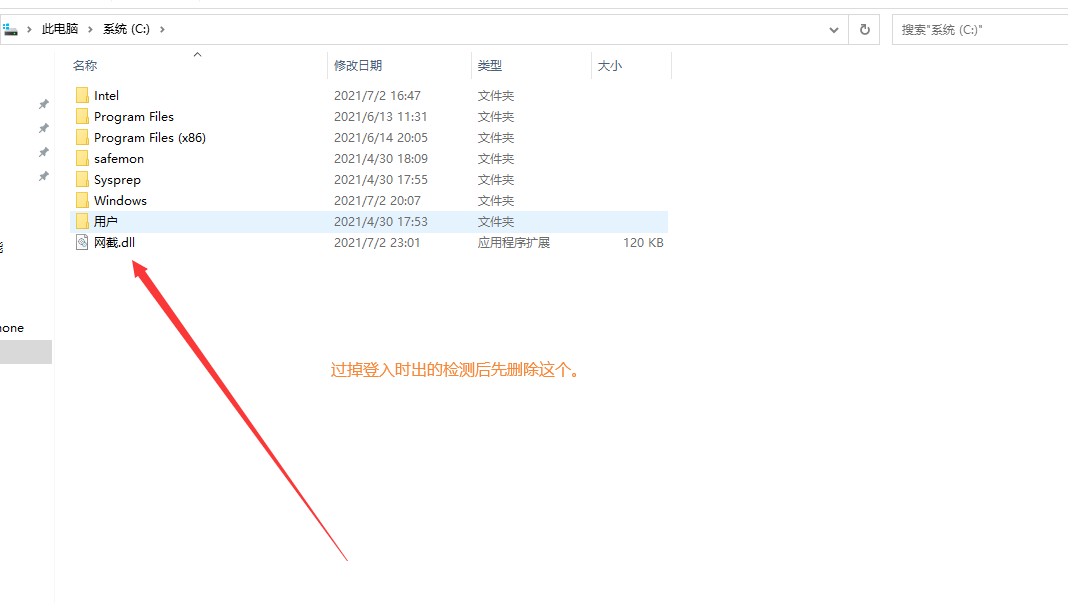 此电脑 › 系统 (C:) ›
搜索"系统 (C:)"
名称 修改日期 类型 大小
Intel 2021/7/2 16:47 文件夹
Program Files 2021/6/13 11:31 文件夹
Program Files (x86) 2021/6/14 20:05 文件夹
safemon 2021/4/30 18:09 文件夹
Sysprep 2021/4/30 17:55 文件夹
Windows 2021/7/2 20:07 文件夹
用户 2021/4/30 17:53 文件夹
网截.dll 2021/7/2 23:01 应用程序扩展 120 KB
过掉登入时出的检测后先删除这个。